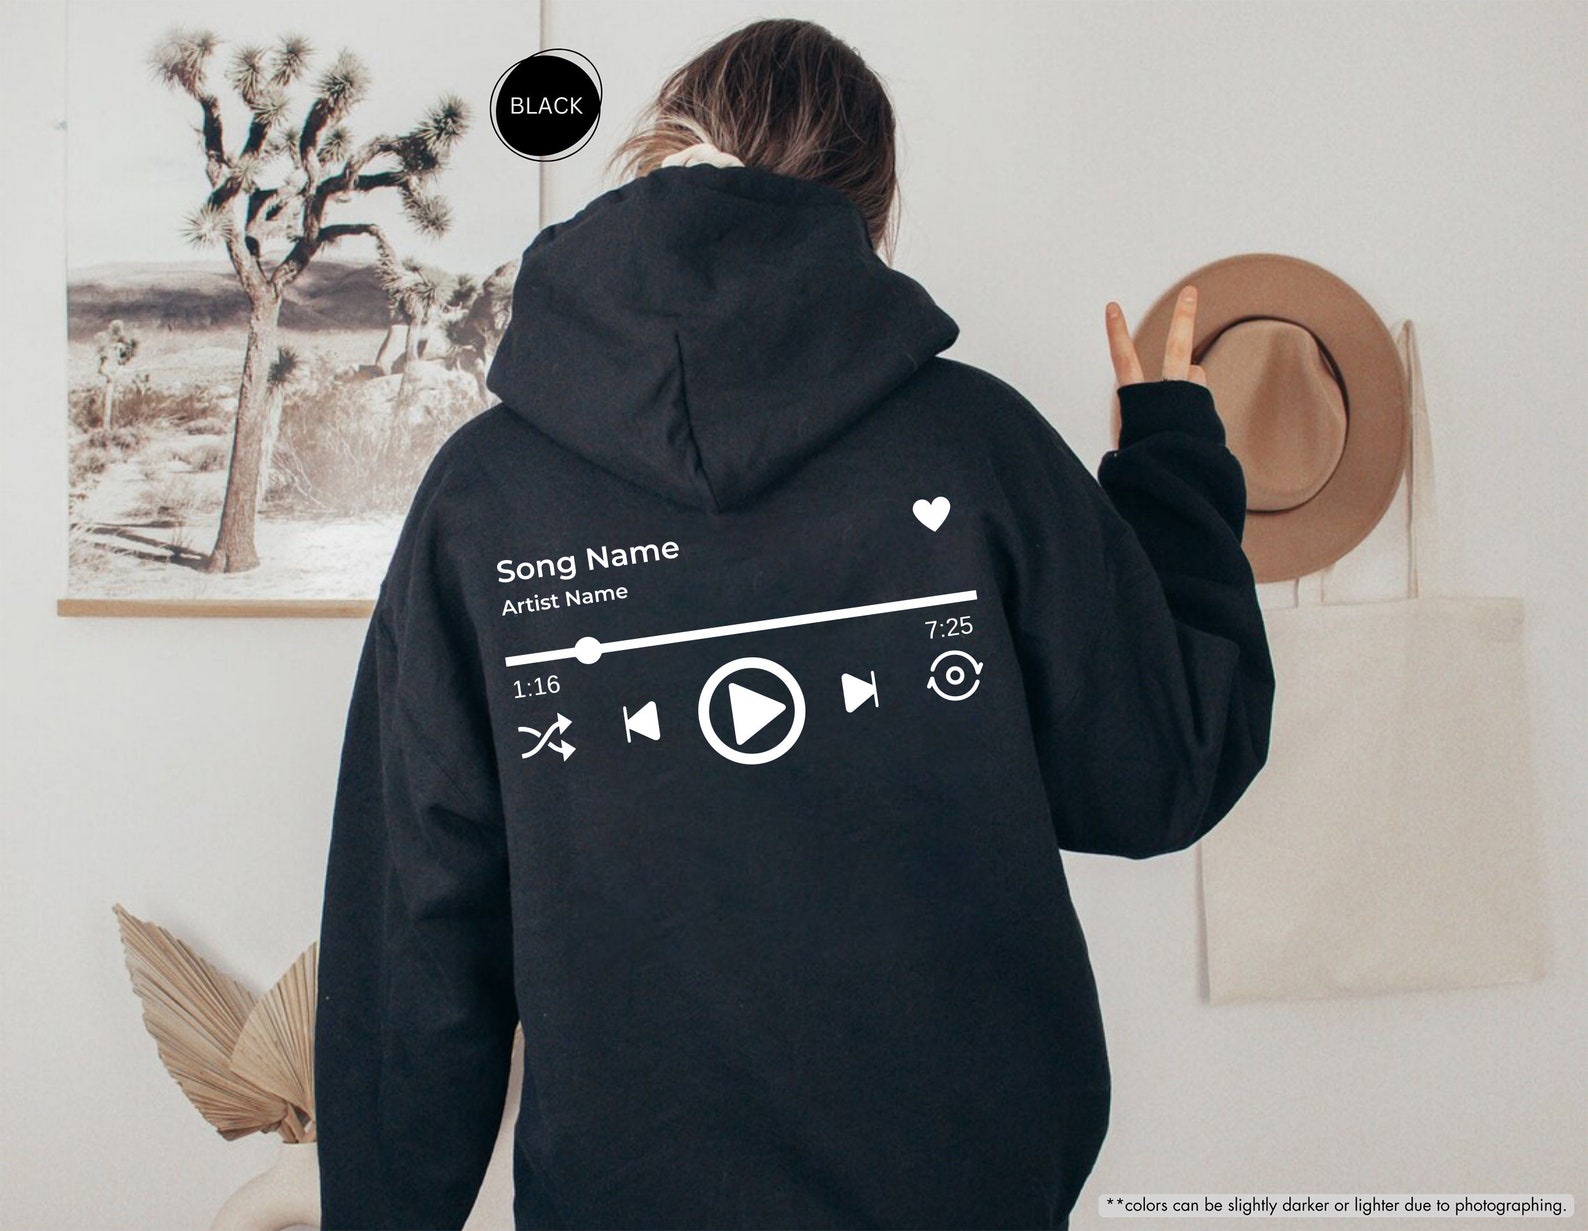 BLACK
Song Name
Artist Name
7:25
1:16
**colors can be slightly darker or lighter due to photographing.